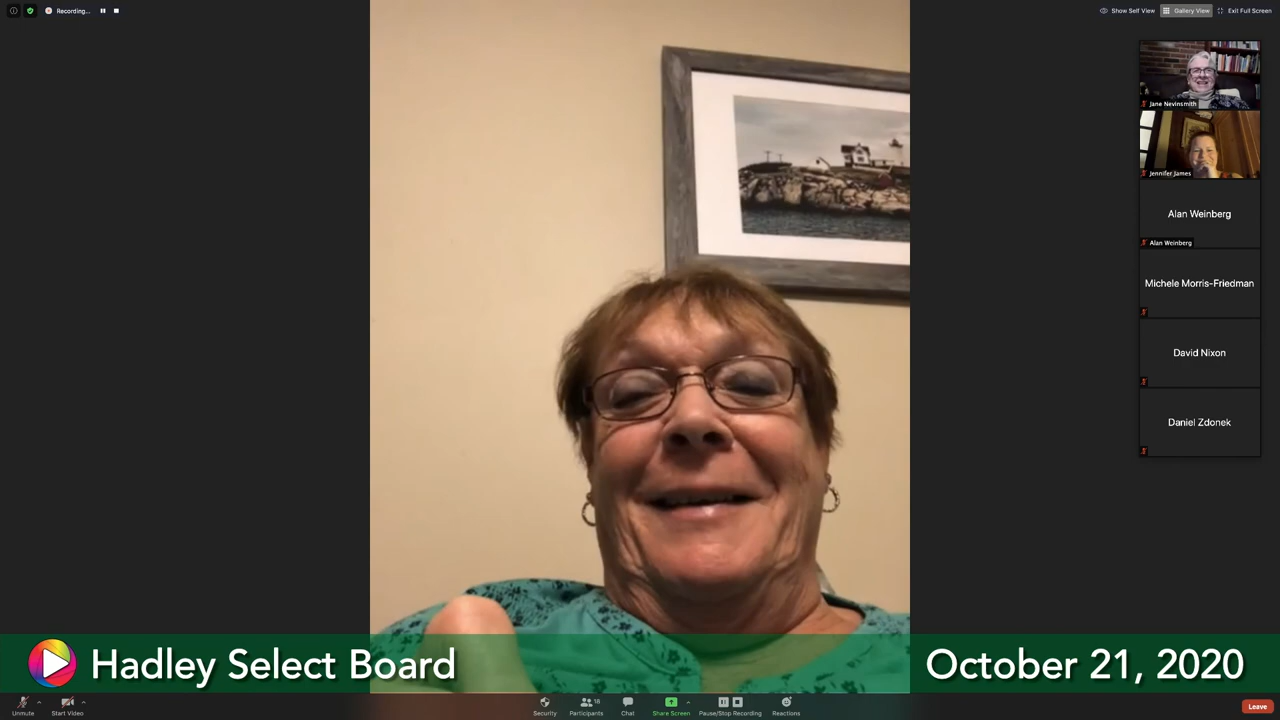 Recording...
Show Self View
Gallery View
Exit Full Screen
Jane Nevinsmith
Jennifer James
Alan Weinberg
Alan Weinberg
Michele Morris-Friedman
David Nixon
Daniel Zdonek
Hadley Select Board
October 21, 2020
Unmute
Start Video
Security
Participants
18
Chat
Share Screen
Pause/Stop Recording
Reactions
Leave